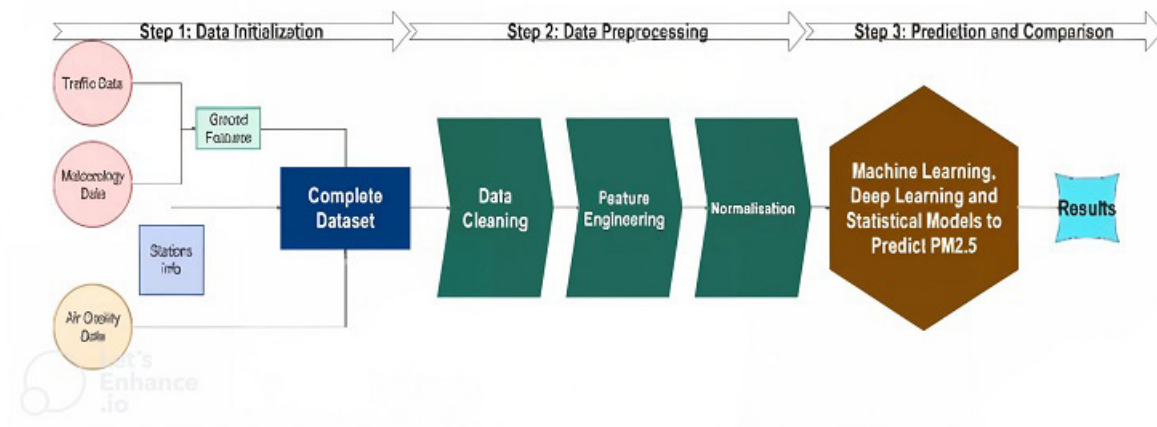 Step 1: Data Initialization
Step 2: Data Preprocessing
Step 3: Prediction and Comparison
Traffic Data
Ground
Features
Meteorology
Data
Complete
Dataset
Stations
info
Air Quality
Data
Data
Cleaning
Feature
Engineering
Normalisation
Machine Learning,
Deep Learning and
Statistical Models to
Predict PM2.5
Results
Let's
Enhance
.io